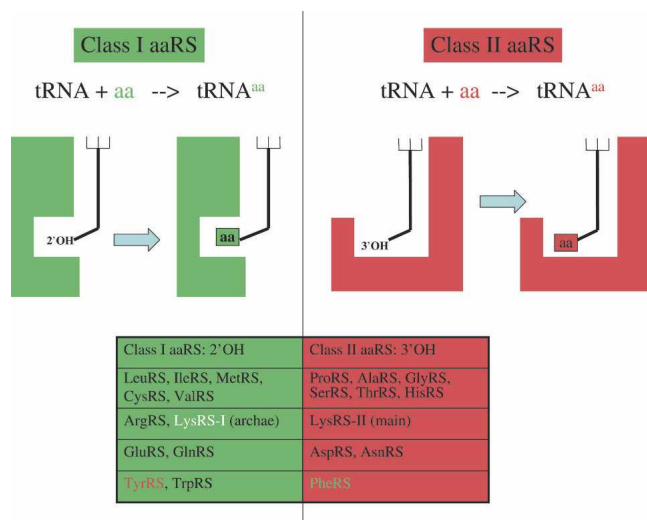 Class I aaRS
Class II aaRS
tRNA + aa --> tRNAaa
tRNA + aa --> tRNAaa
2'OH
aa
3'OH
aa
Class I aaRS: 2'OH
Class II aaRS: 3'OH
LeuRS, IleRS, MetRS,
CysRS, ValRS
ProRS, AlaRS, GlyRS,
SerRS, ThrRS, HisRS
ArgRS, LysRS-I (archae)
LysRS-II (main)
GluRS, GlnRS
AspRS, AsnRS
TyrRS, TrpRS
PheRS